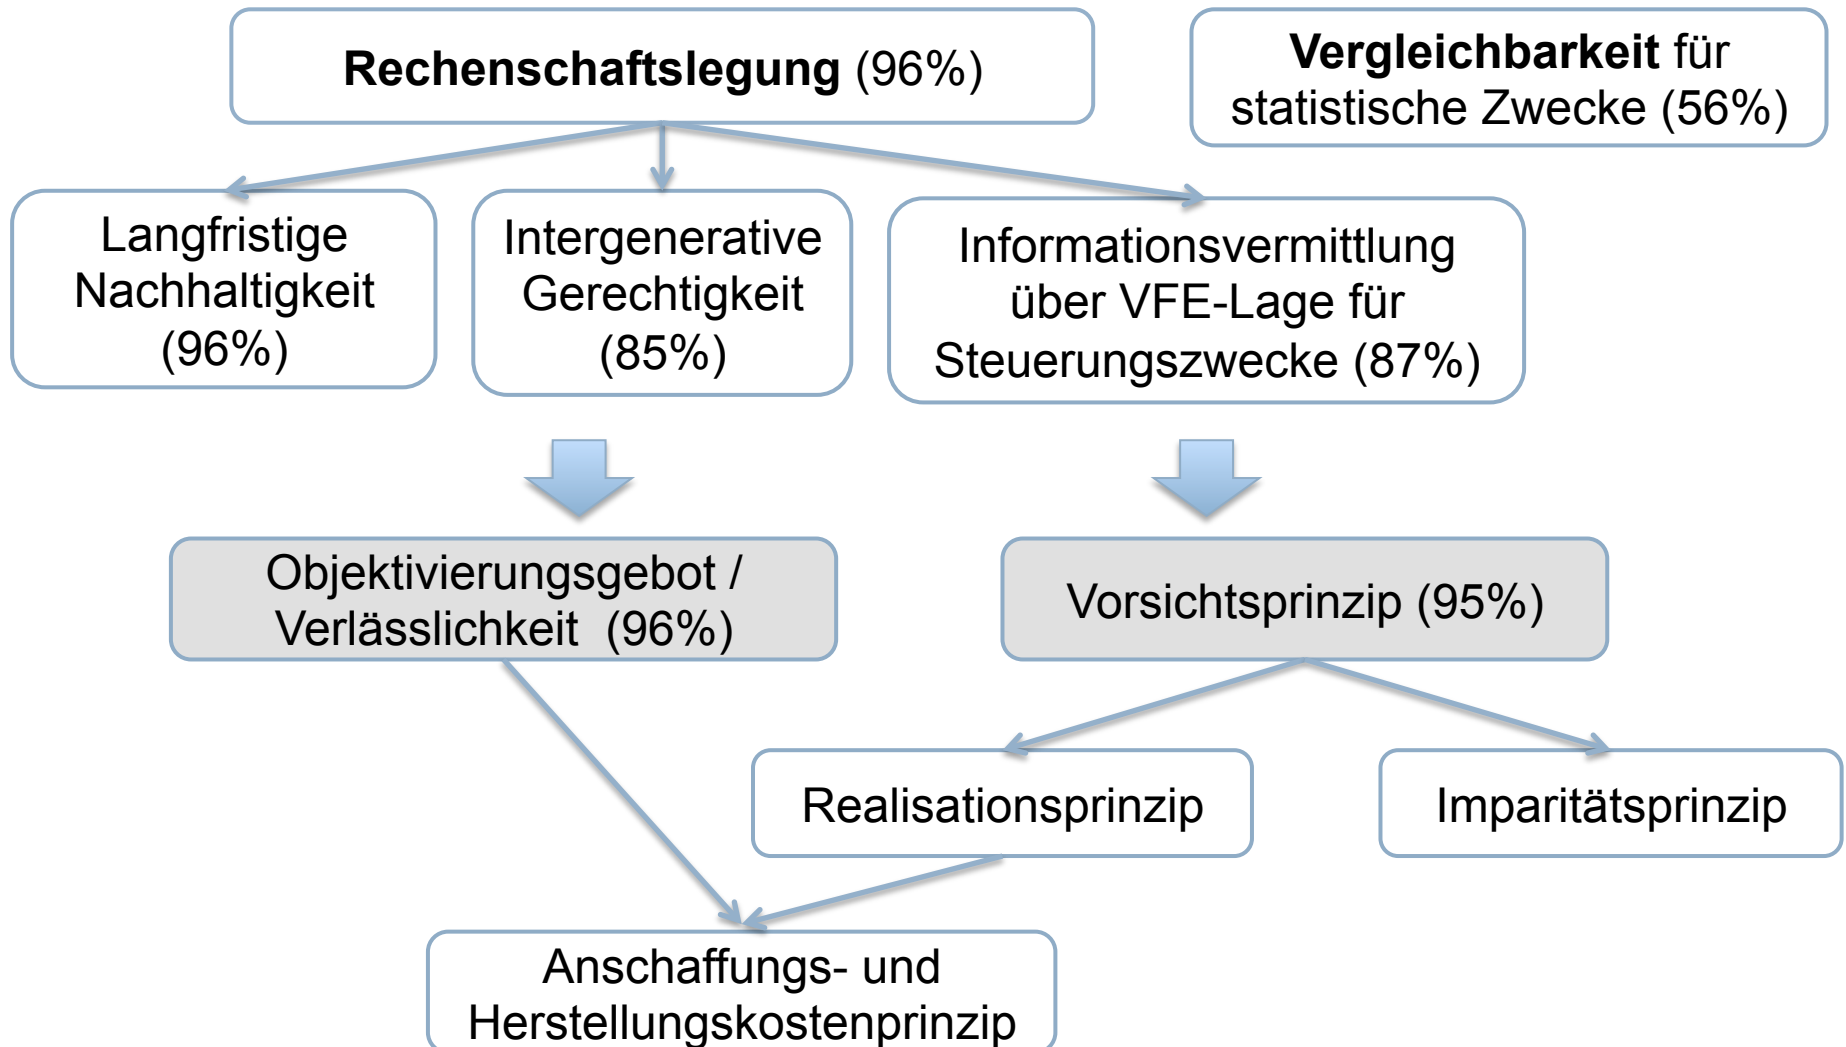 Rechenschaftslegung (96%)
Vergleichbarkeit für
statistische Zwecke (56%)
Langfristige
Nachhaltigkeit
(96%)
Intergenerative
Gerechtigkeit
(85%)
Informationsvermittlung
über VFE-Lage für
Steuerungszwecke (87%)
Objektivierungsgebot /
Verlässlichkeit (96%)
Vorsichtsprinzip (95%)
Realisationsprinzip
Imparitätsprinzip
Anschaffungs- und
Herstellungskostenprinzip